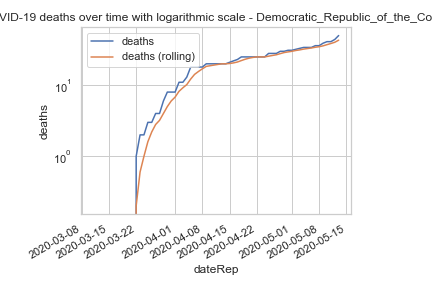 VID-19 deaths over time with logarithmic scale - Democratic_Republic_of_the_Co
deaths
deaths (rolling)
10¹
10⁰
deaths
2020-03-08
2020-03-15
2020-03-22
2020-04-01
2020-04-08
2020-04-15
2020-04-22
2020-05-01
2020-05-08
2020-05-15
dateRep